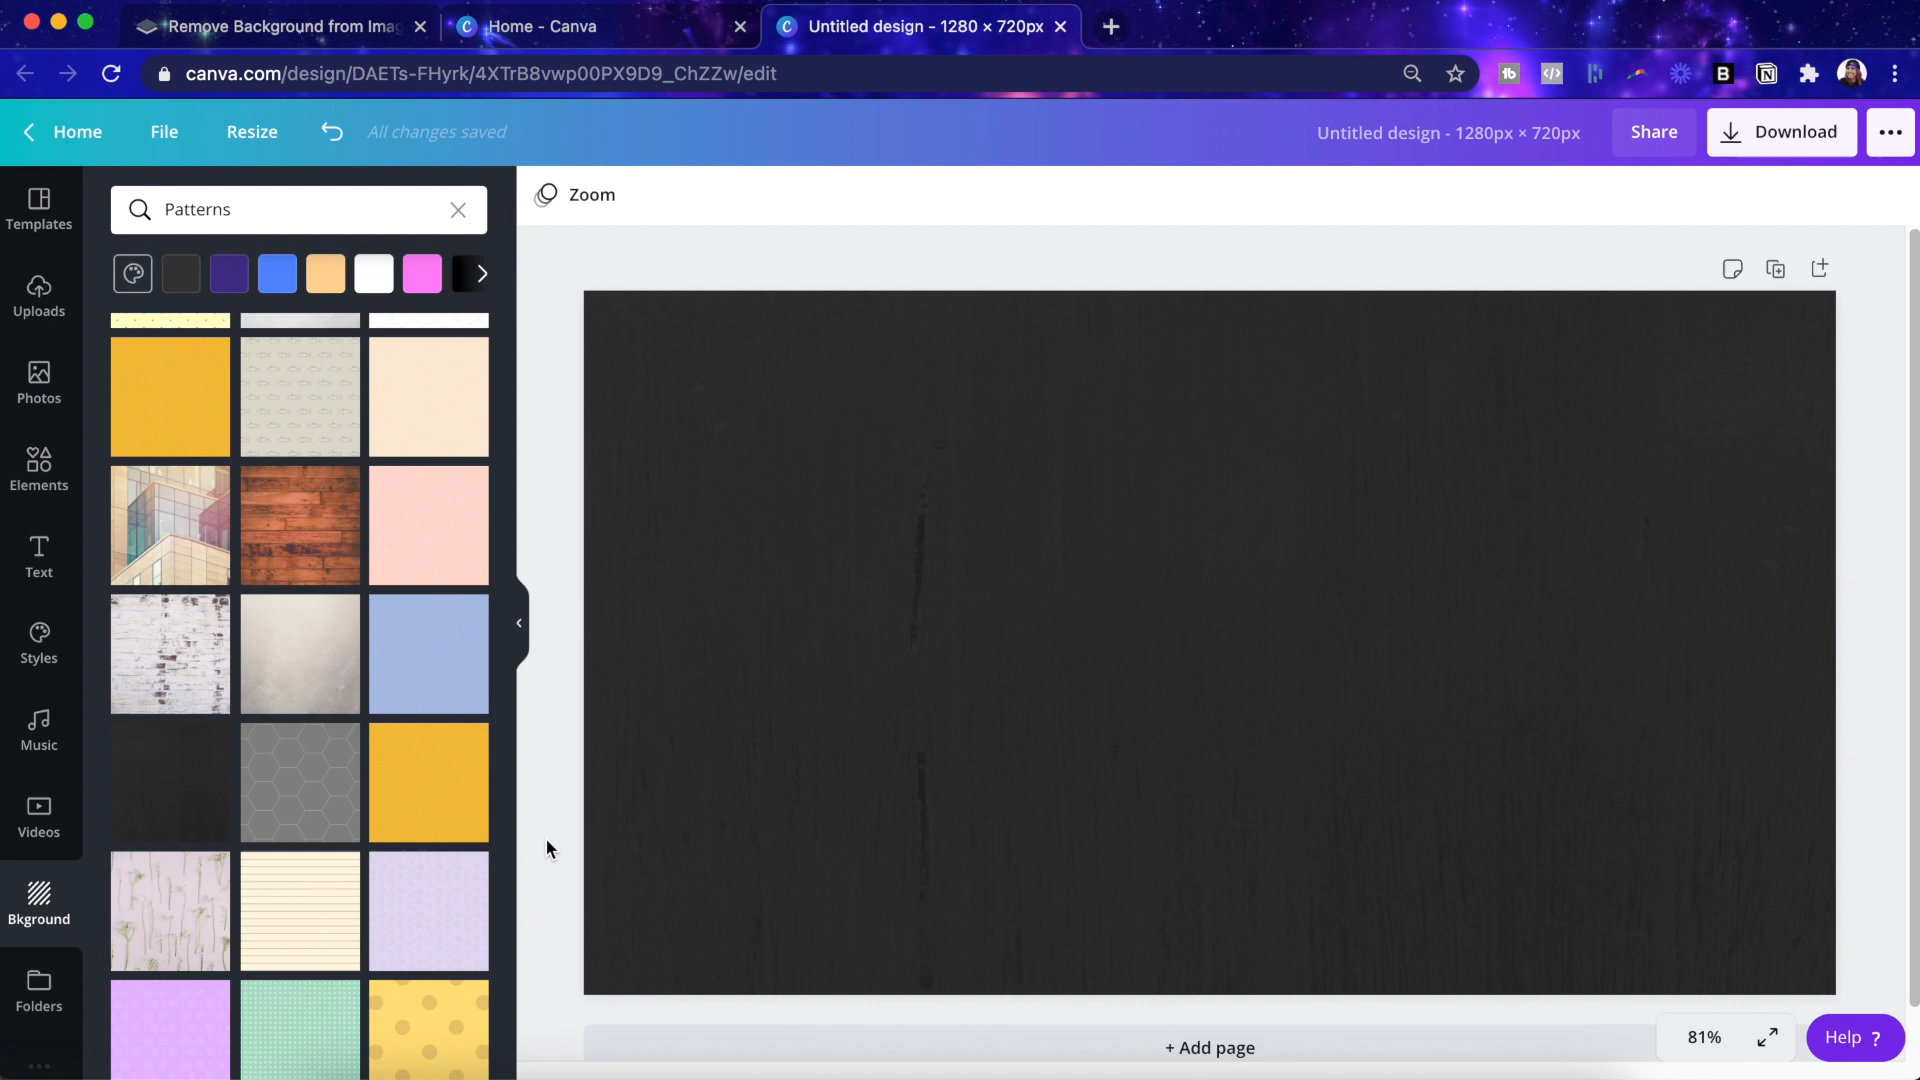 Remove Background from Imag
Home - Canva
Untitled design - 1280 × 720px
canva.com/design/DAETs-FHyrk/4XTrB8vwp00PX9D9_ChZZw/edit
Home
File
Resize
All changes saved
Untitled design - 1280px × 720px
Share
Download
Templates
Patterns
Zoom
Uploads
Photos
Elements
Text
Styles
Music
Videos
Bkground
Folders
+ Add page
81%
Help ?